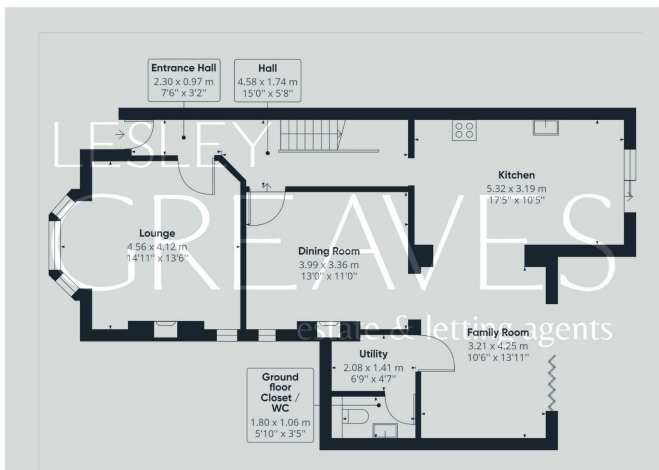 Entrance Hall
2.30 x 0.97 m
7'6" x 3'2"
Hall
4.58 x 1.74 m
15'0" x 5'8"
LESLEY
GREAVES
estate & letting agents
Kitchen
5.32 x 3.19 m
17'5" x 10'5"
Lounge
4.56 x 4.12 m
14'11" x 13'6"
Dining Room
3.99 x 3.36 m
13'0" x 11'0"
Family Room
3.21 x 4.25 m
10'6" x 13'11"
Utility
2.08 x 1.41 m
6'9" x 4'7"
Ground
floor
Closet /
WC
1.80 x 1.06 m
5'10" x 3'5"